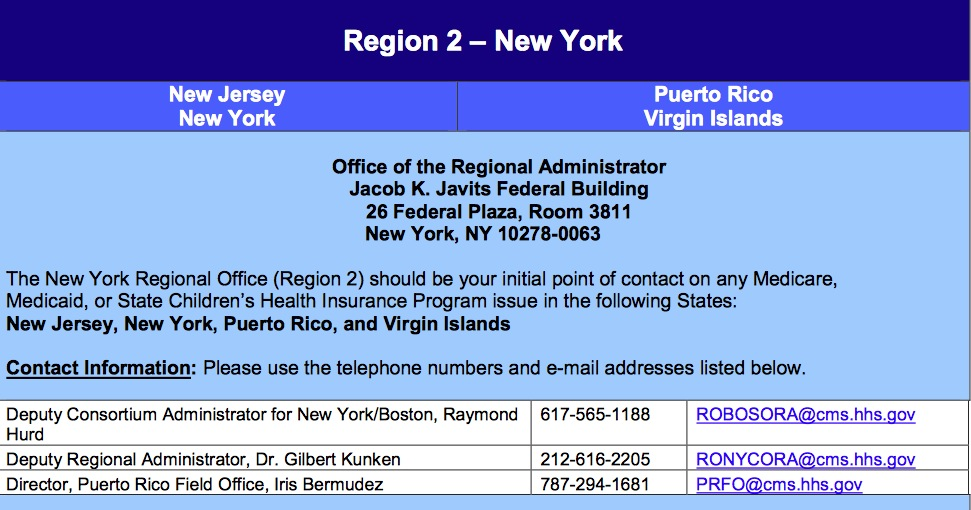 Region 2 – New York
New Jersey
New York
Puerto Rico
Virgin Islands
Office of the Regional Administrator
Jacob K. Javits Federal Building
26 Federal Plaza, Room 3811
New York, NY 10278-0063
The New York Regional Office (Region 2) should be your initial point of contact on any Medicare,
Medicaid, or State Children's Health Insurance Program issue in the following States:
New Jersey, New York, Puerto Rico, and Virgin Islands
Contact Information: Please use the telephone numbers and e-mail addresses listed below.
Deputy Consortium Administrator for New York/Boston, Raymond
Hurd
617-565-1188
ROBOSORA@cms.hhs.gov
Deputy Regional Administrator, Dr. Gilbert Kunken
212-616-2205
RONYCORA@cms.hhs.gov
Director, Puerto Rico Field Office, Iris Bermudez
787-294-1681
PRFO@cms.hhs.gov